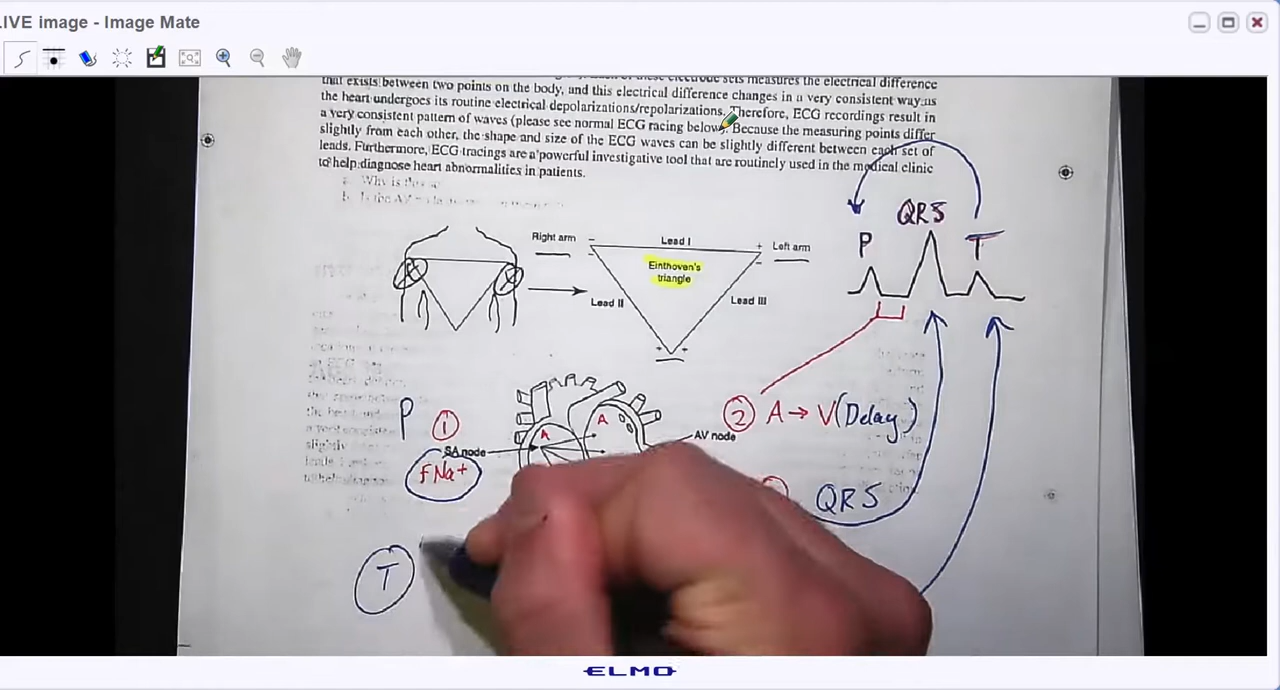 LIVE image - Image Mate
that exists between two points on the body, and this electrical difference changes in a very consistent way as
the heart undergoes its routine electrical depolarizations/repolarizations. Therefore, ECG recordings result in
a very consistent pattern of waves (please see normal ECG racing below). Because the measuring points differ
slightly from each other, the shape and size of the ECG waves can be slightly different between each set of
leads. Furthermore, ECG tracings are a powerful investigative tool that are routinely used in the medical clinic
to help diagnose heart abnormalities in patients.
Why is
QRS
P
T
Right arm
Lead I
Left arm
Einthoven's
triangle
Lead II
Lead III
P ①
② A → V (Delay)
A
A
AV node
SA node
fNa+
QRS
T
ELMO